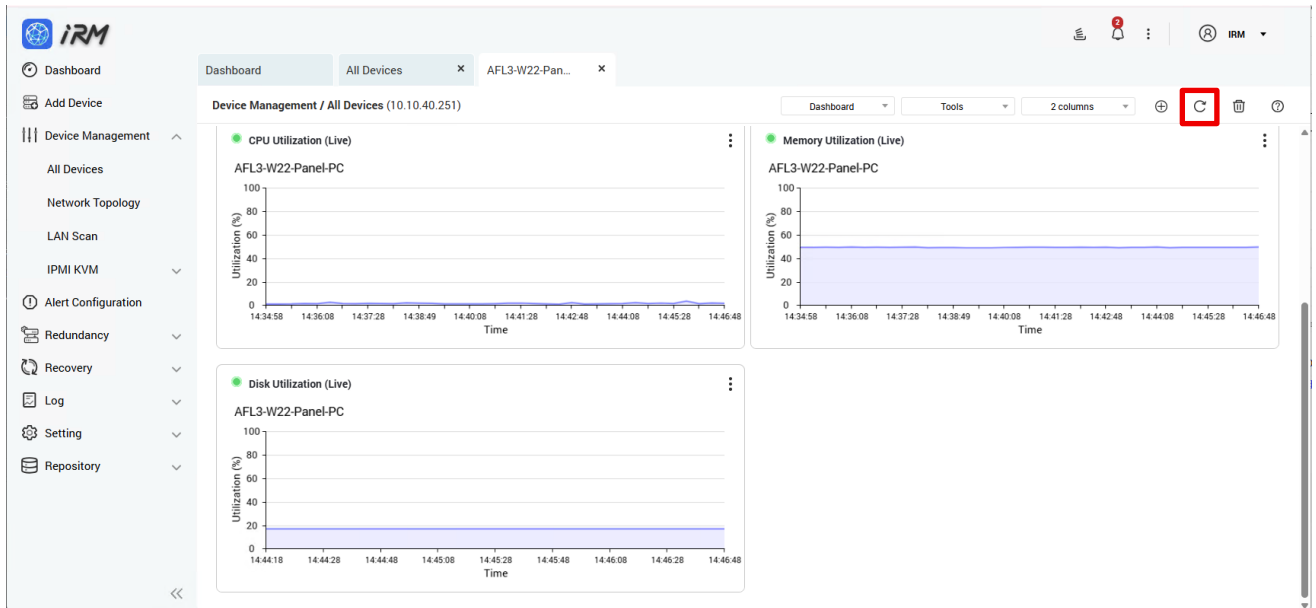 iRM
2
IRM
Dashboard
Add Device
Device Management
All Devices
Network Topology
LAN Scan
IPMI KVM
Alert Configuration
Redundancy
Recovery
Log
Setting
Repository
Dashboard All Devices × AFL3-W22-Pan... ×
Device Management / All Devices (10.10.40.251) Dashboard Tools 2 columns
CPU Utilization (Live)
AFL3-W22-Panel-PC
Utilization (%)
100
80
60
40
20
0
14:34:58 14:36:08 14:37:28 14:38:49 14:40:08 14:41:28 14:42:48 14:44:08 14:45:28 14:46:48
Time
Memory Utilization (Live)
AFL3-W22-Panel-PC
Utilization (%)
100
80
60
40
20
0
14:34:58 14:36:08 14:37:28 14:38:49 14:40:08 14:41:28 14:42:48 14:44:08 14:45:28 14:46:48
Time
Disk Utilization (Live)
AFL3-W22-Panel-PC
Utilization (%)
100
80
60
40
20
0
14:44:18 14:44:28 14:44:48 14:45:08 14:45:28 14:45:48 14:46:08 14:46:28 14:46:48
Time